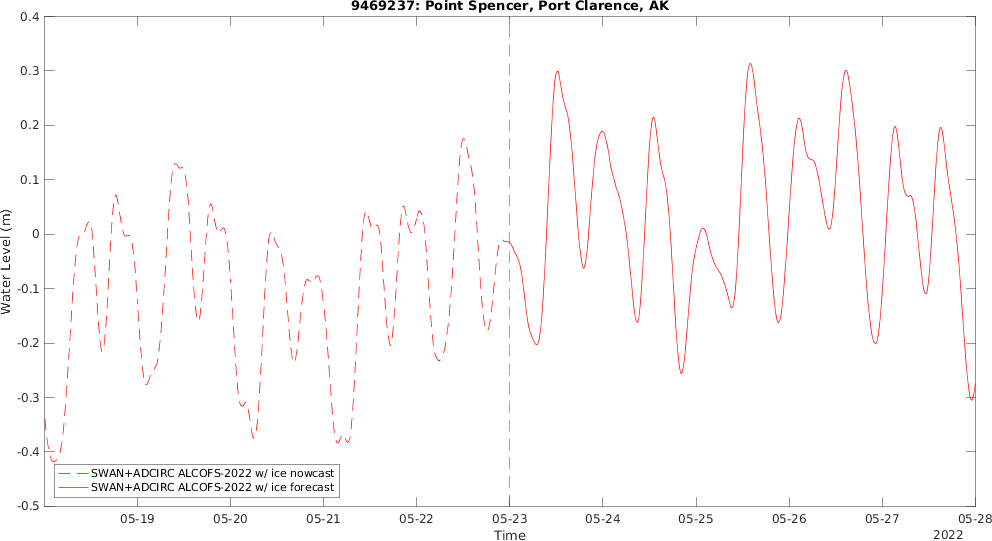 9469237: Point Spencer, Port Clarence, AK
0.4
0.3
0.2
0.1
0
-0.1
-0.2
-0.3
-0.4
-0.5
Water Level (m)
SWAN+ADCIRC ALCOFS-2022 w/ ice nowcast
SWAN+ADCIRC ALCOFS-2022 w/ ice forecast
05-19 05-20 05-21 05-22 05-23 05-24 05-25 05-26 05-27 05-28
Time
2022